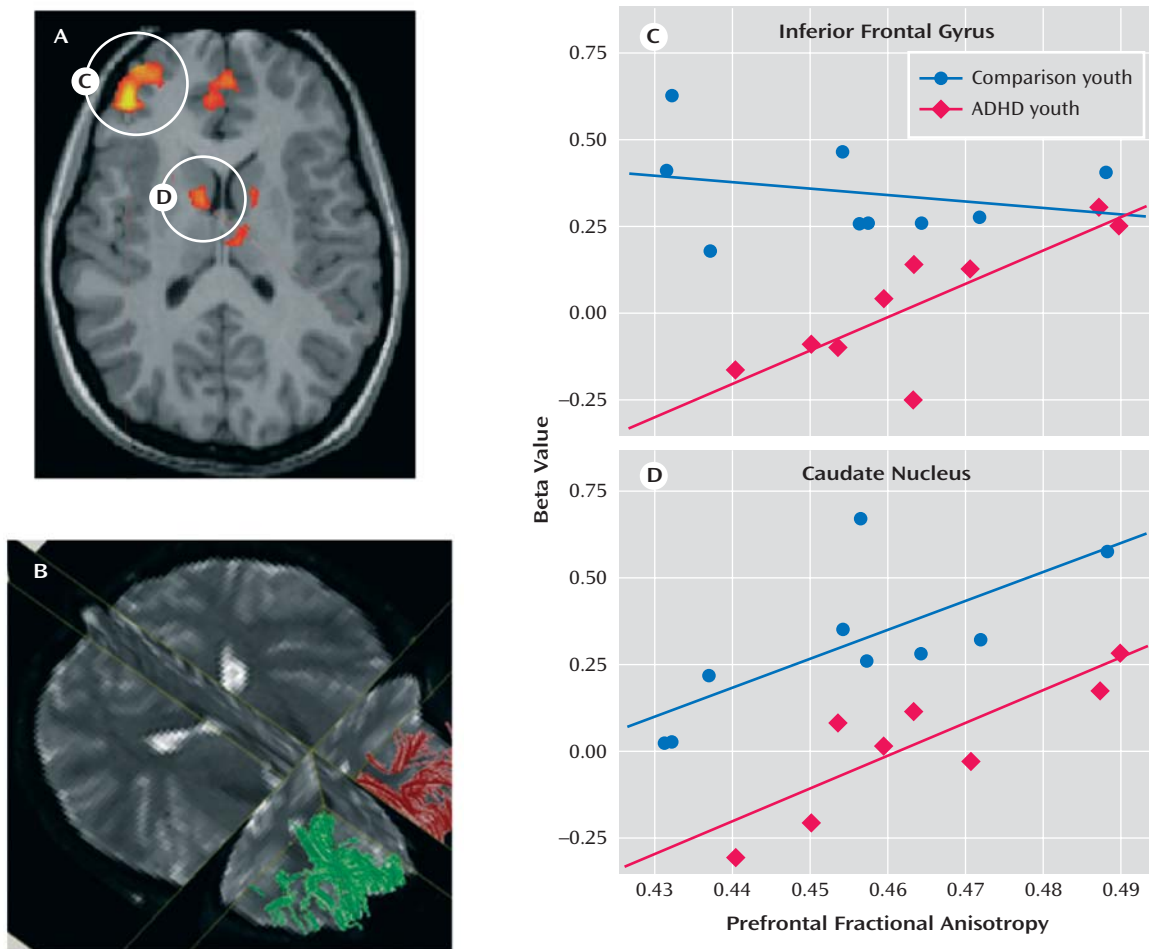 A
C
D
B
C
Inferior Frontal Gyrus
Comparison youth
ADHD youth
0.75
0.50
0.25
0.00
–0.25
Beta Value
D
Caudate Nucleus
0.75
0.50
0.25
0.00
–0.25
0.43 0.44 0.45 0.46 0.47 0.48 0.49
Prefrontal Fractional Anisotropy